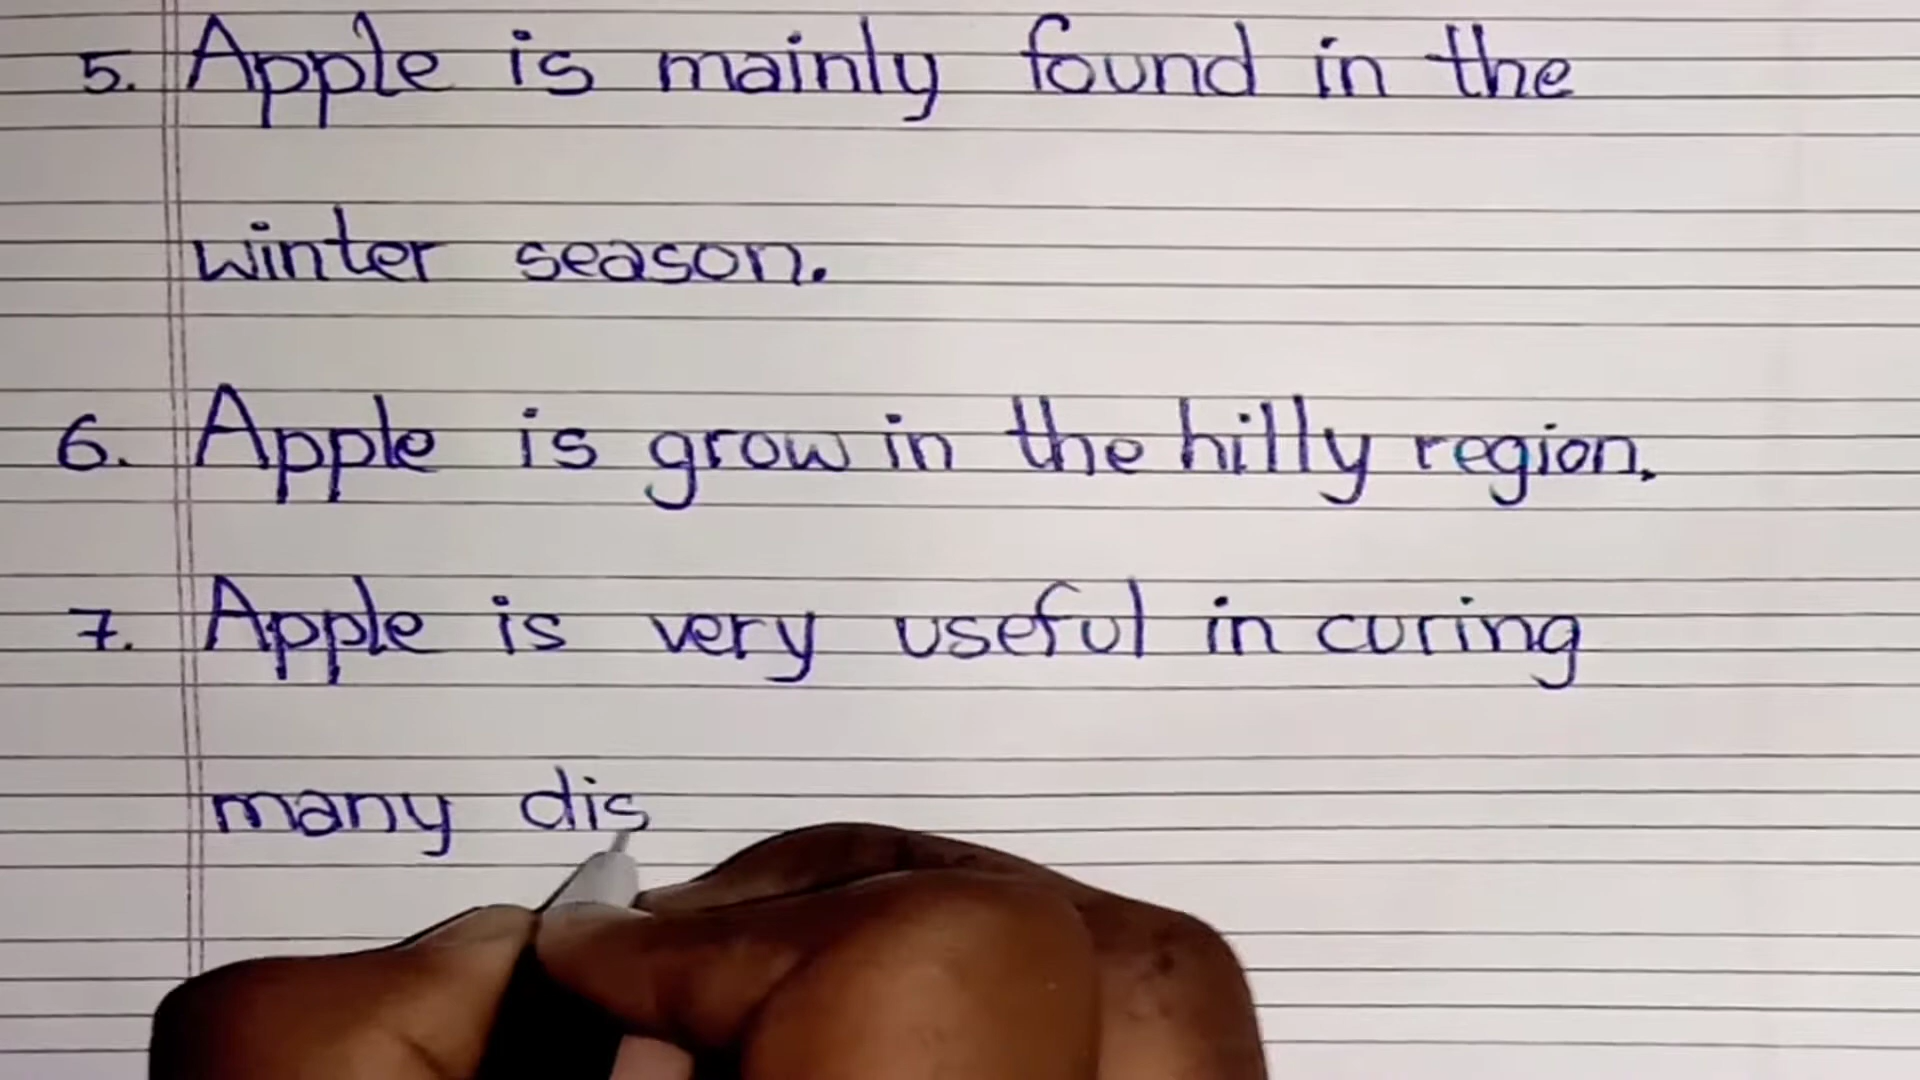 5. Apple is mainly found in the
winter season.
6. Apple is grow in the hilly region.
7. Apple is very useful in curing
many dis